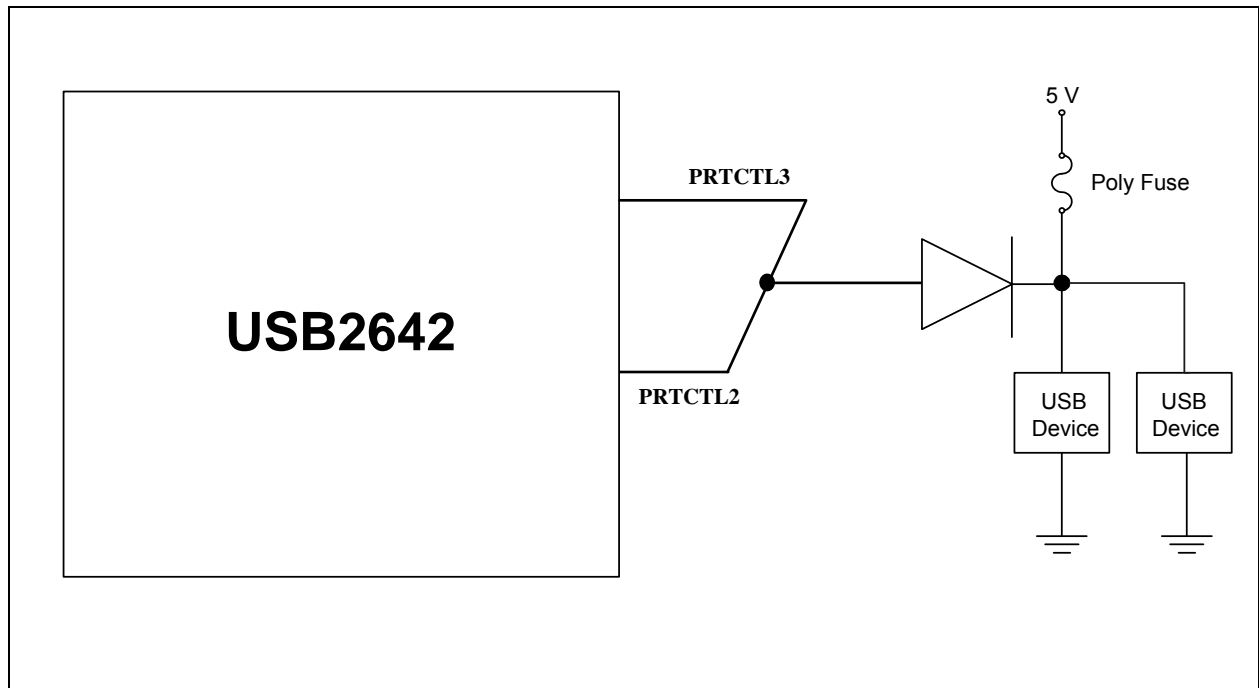 5 V
Poly Fuse
PRTCTL3
USB2642
PRTCTL2
USB
Device
USB
Device